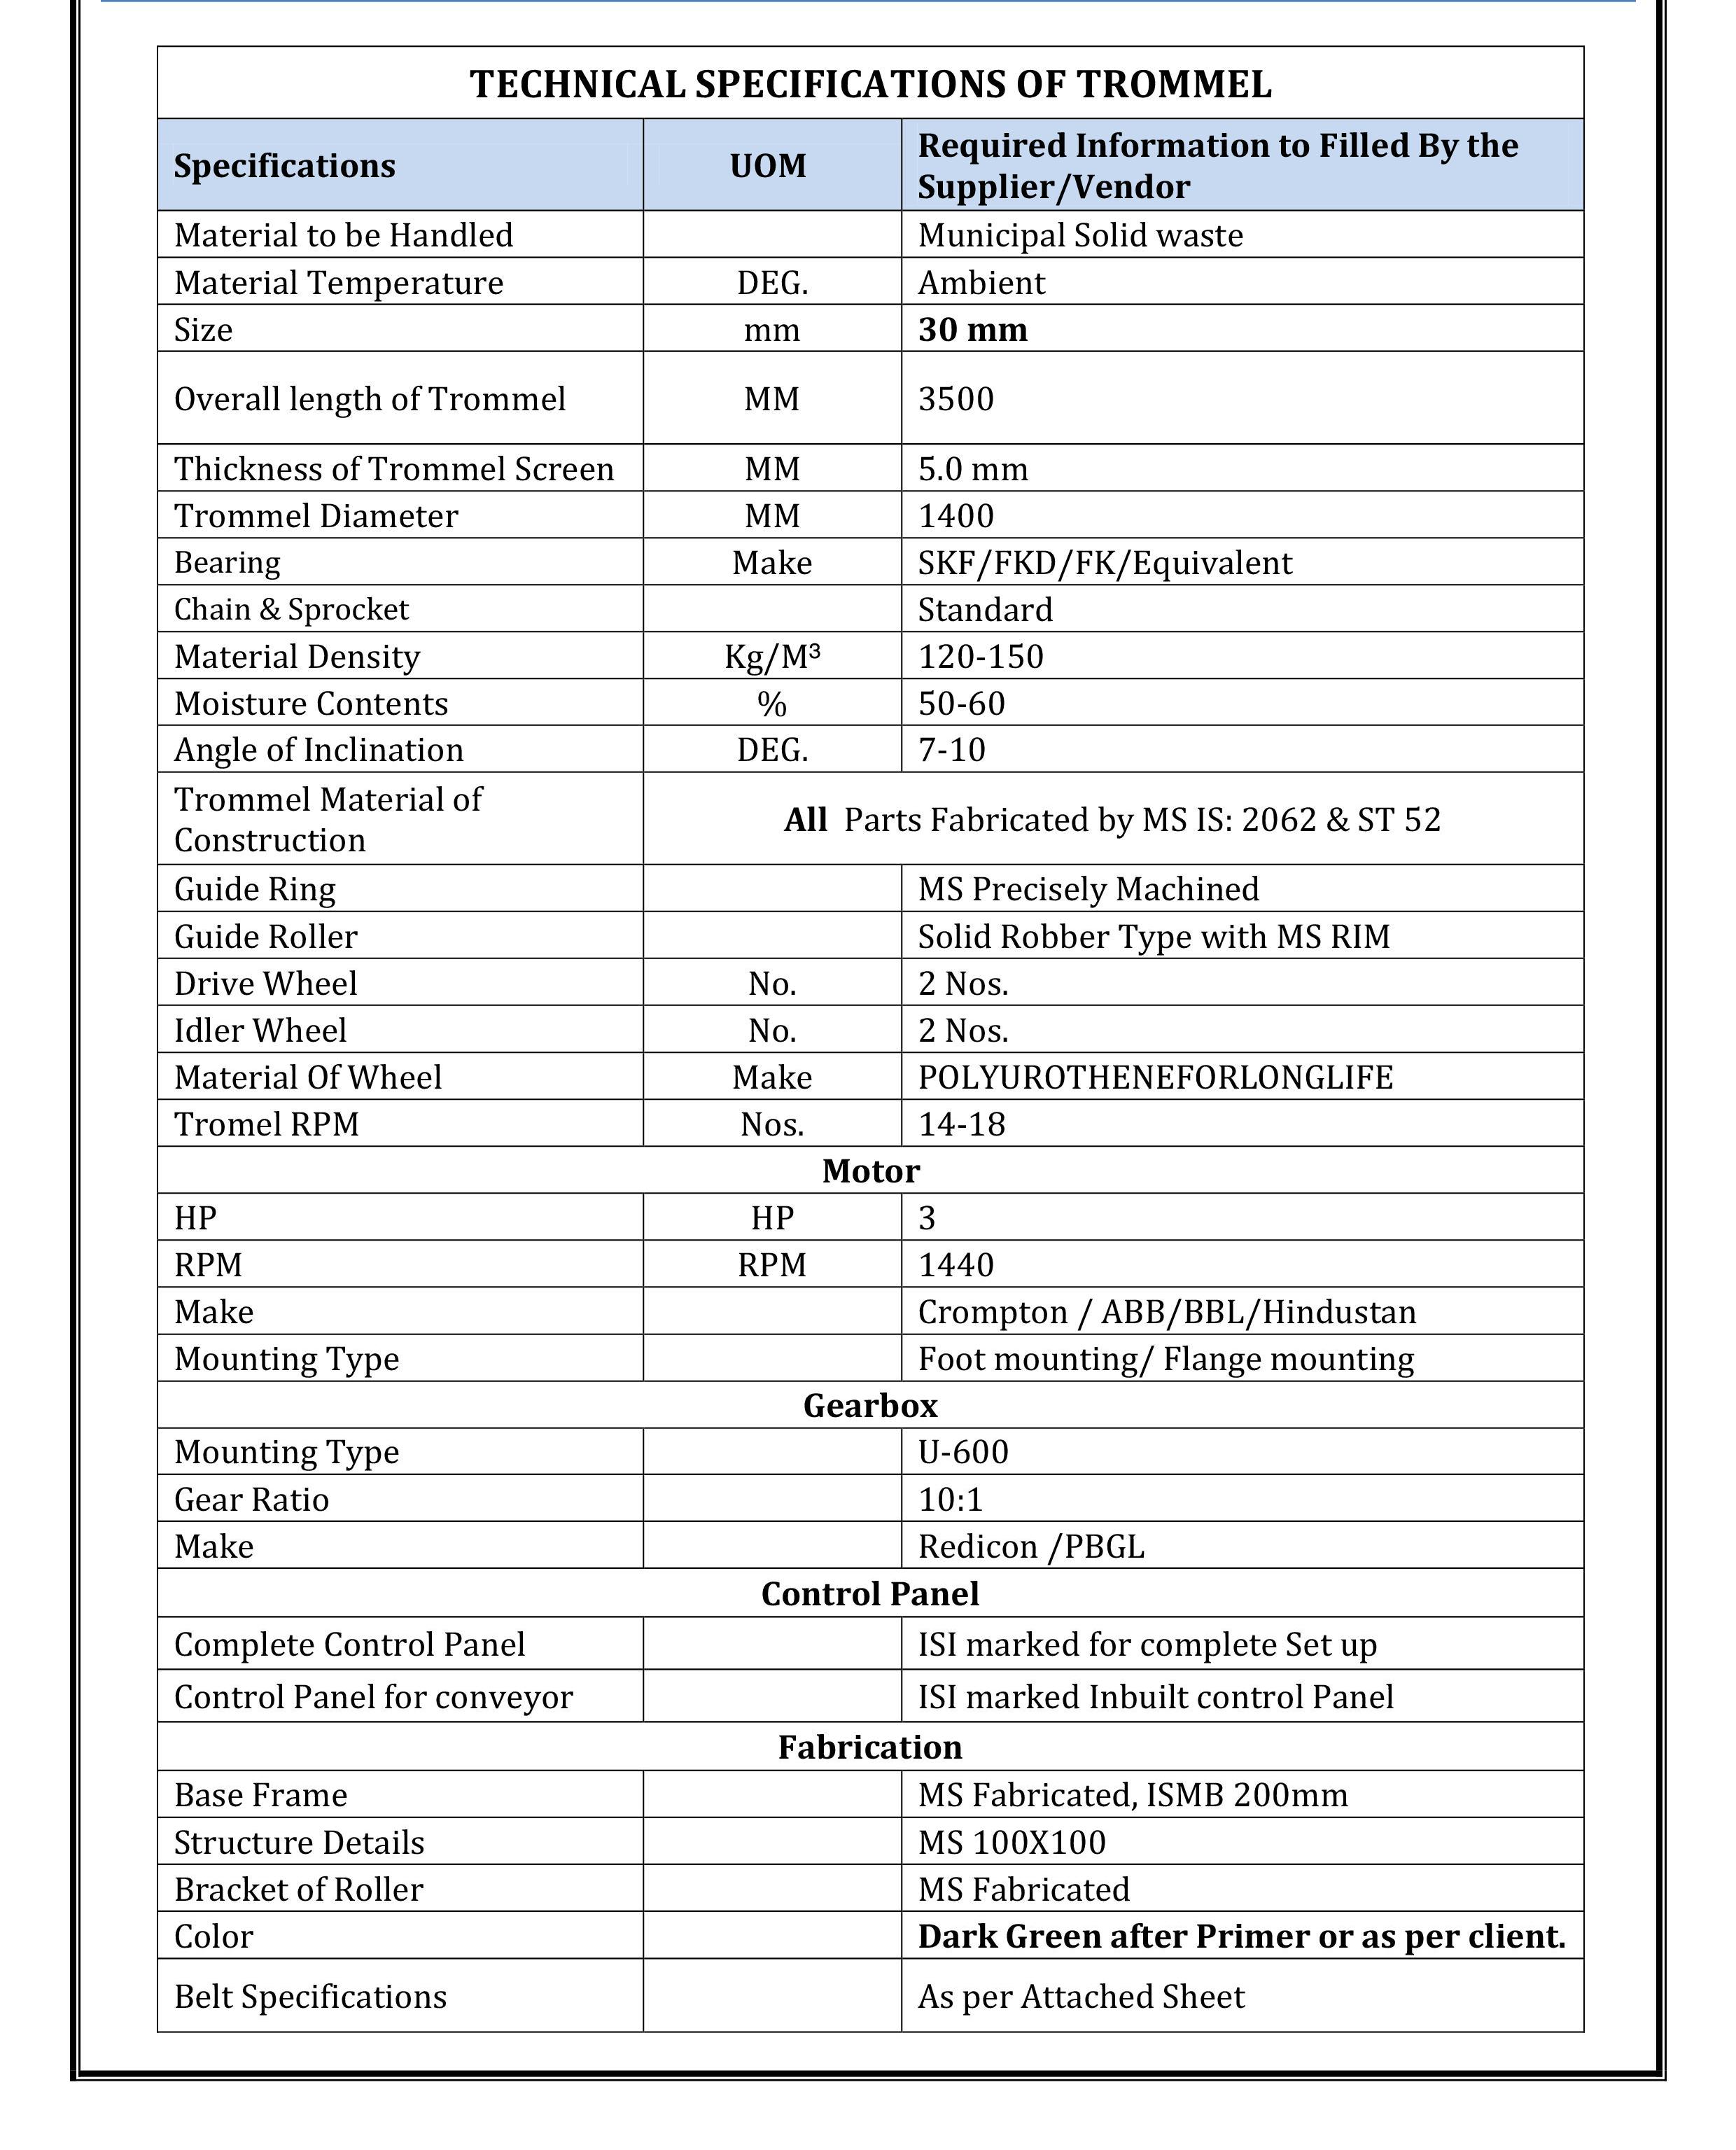 TECHNICAL SPECIFICATIONS OF TROMMEL
Specifications UOM Required Information to Filled By the
Supplier/Vendor
Material to be Handled Municipal Solid waste
Material Temperature DEG. Ambient
Size mm 30 mm
Overall length of Trommel MM 3500
Thickness of Trommel Screen MM 5.0 mm
Trommel Diameter MM 1400
Bearing Make SKF/FKD/FK/Equivalent
Chain & Sprocket Standard
Material Density Kg/M³ 120-150
Moisture Contents % 50-60
Angle of Inclination DEG. 7-10
Trommel Material of
Construction All Parts Fabricated by MS IS: 2062 & ST 52
Guide Ring MS Precisely Machined
Guide Roller Solid Robber Type with MS RIM
Drive Wheel No. 2 Nos.
Idler Wheel No. 2 Nos.
Material Of Wheel Make POLYUROTHENEFORLONGLIFE
Tromel RPM Nos. 14-18
Motor
HP HP 3
RPM RPM 1440
Make Crompton / ABB/BBL/Hindustan
Mounting Type Foot mounting/ Flange mounting
Gearbox
Mounting Type U-600
Gear Ratio 10:1
Make Redicon /PBGL
Control Panel
Complete Control Panel ISI marked for complete Set up
Control Panel for conveyor ISI marked Inbuilt control Panel
Fabrication
Base Frame MS Fabricated, ISMB 200mm
Structure Details MS 100X100
Bracket of Roller MS Fabricated
Color Dark Green after Primer or as per client.
Belt Specifications As per Attached Sheet